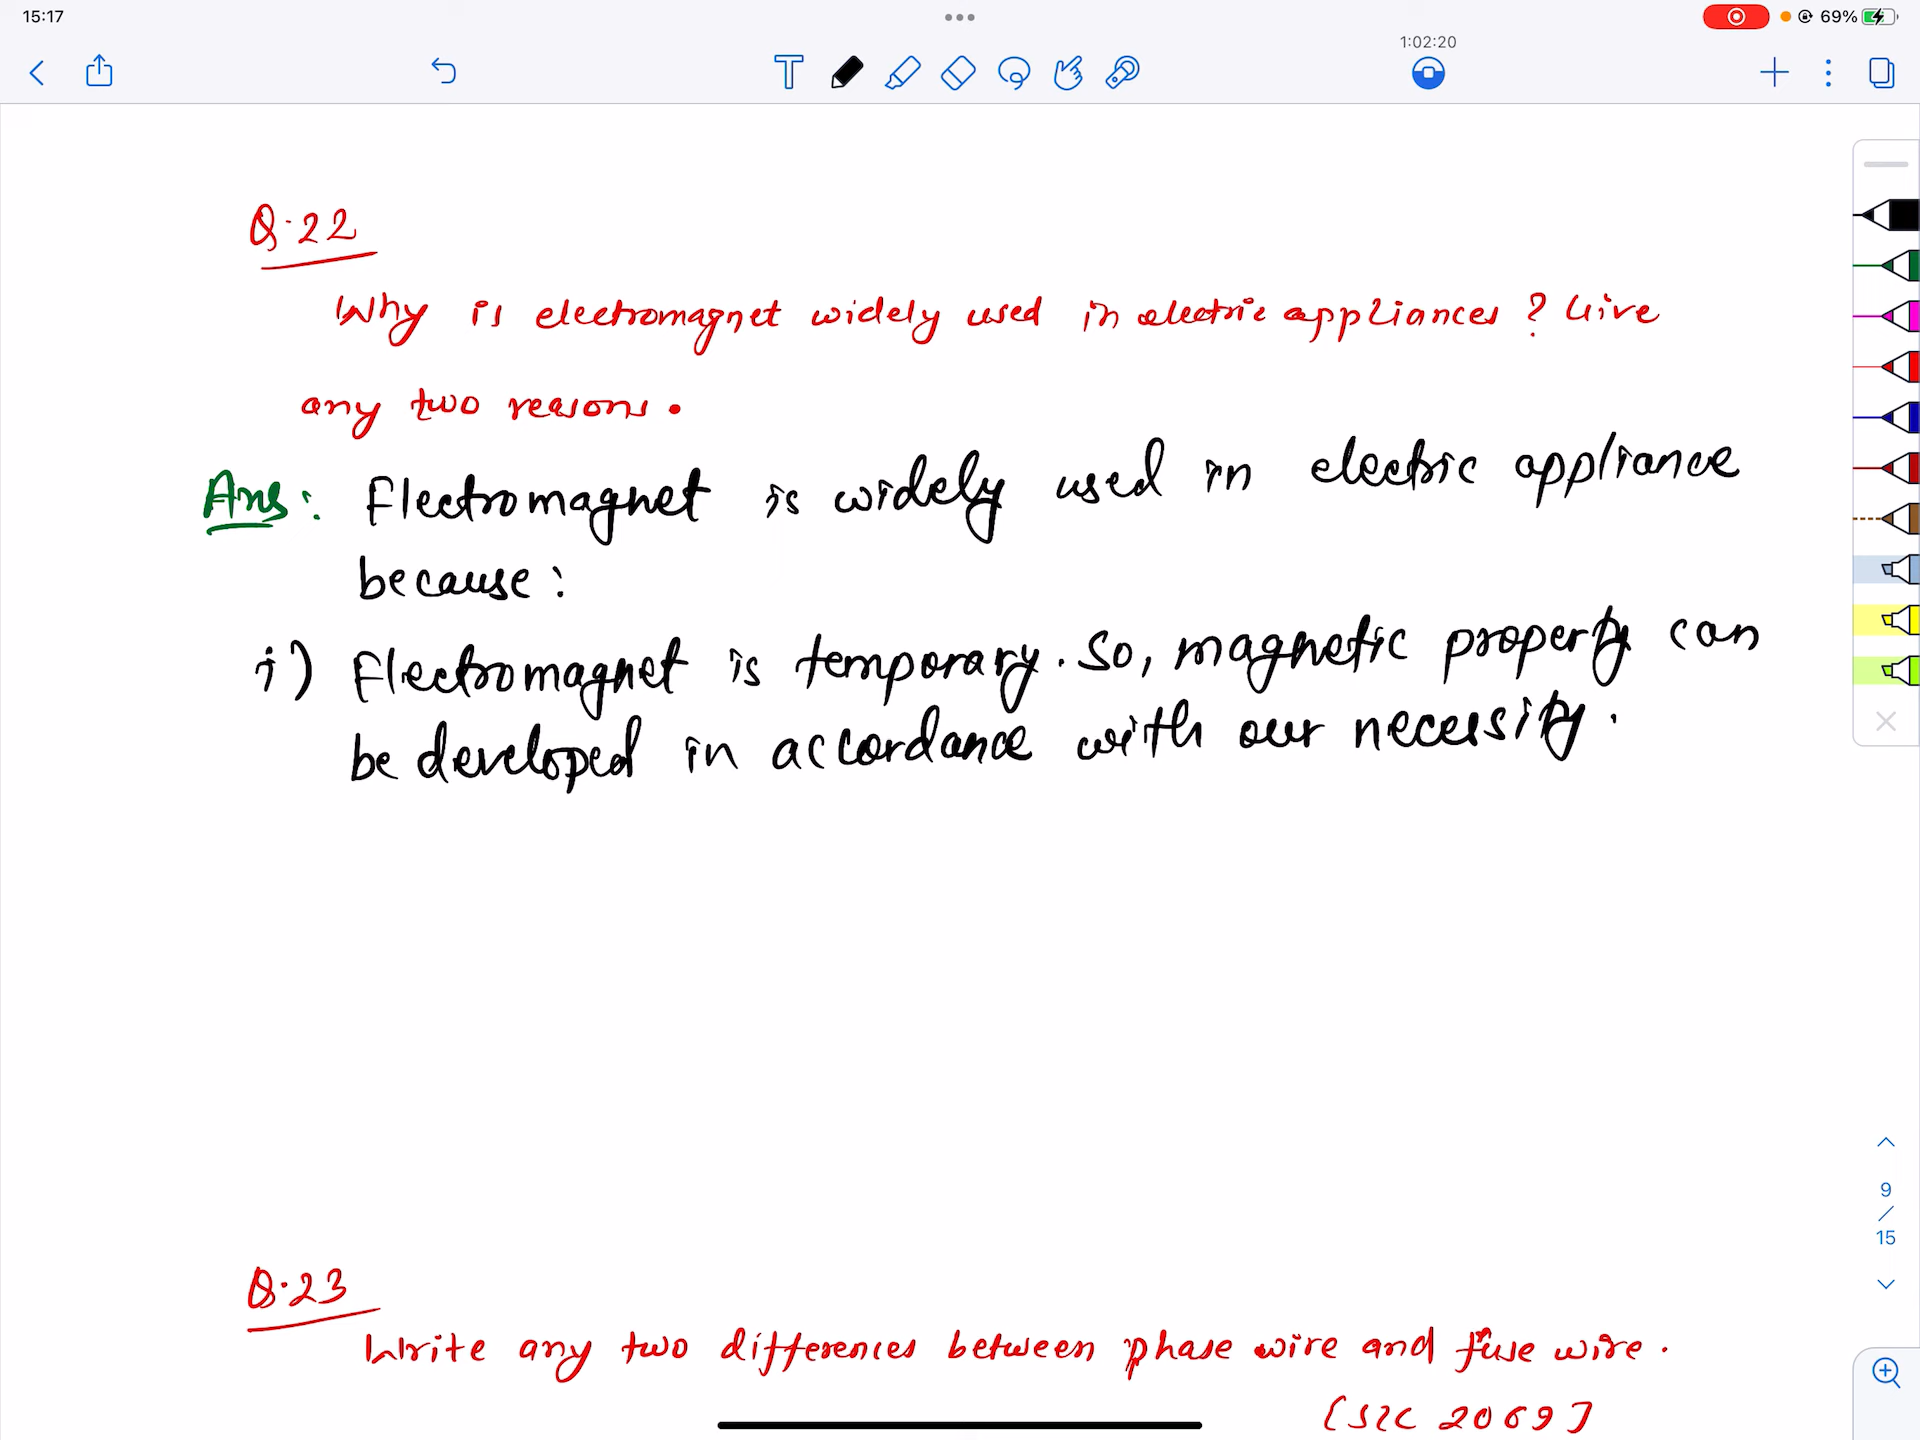 15:17
69%
1:02:20
Q.22
Why is electromagnet widely used in electric appliances ? Give
any two reasons.
Ans: Electromagnet is widely used in electric appliance
because:
i) Electromagnet is temporary. So, magnetic property can
be developed in accordance with our necessity.
9
/
15
Q.23
Write any two differences between phase wire and fuse wire.
[SLC 2069]